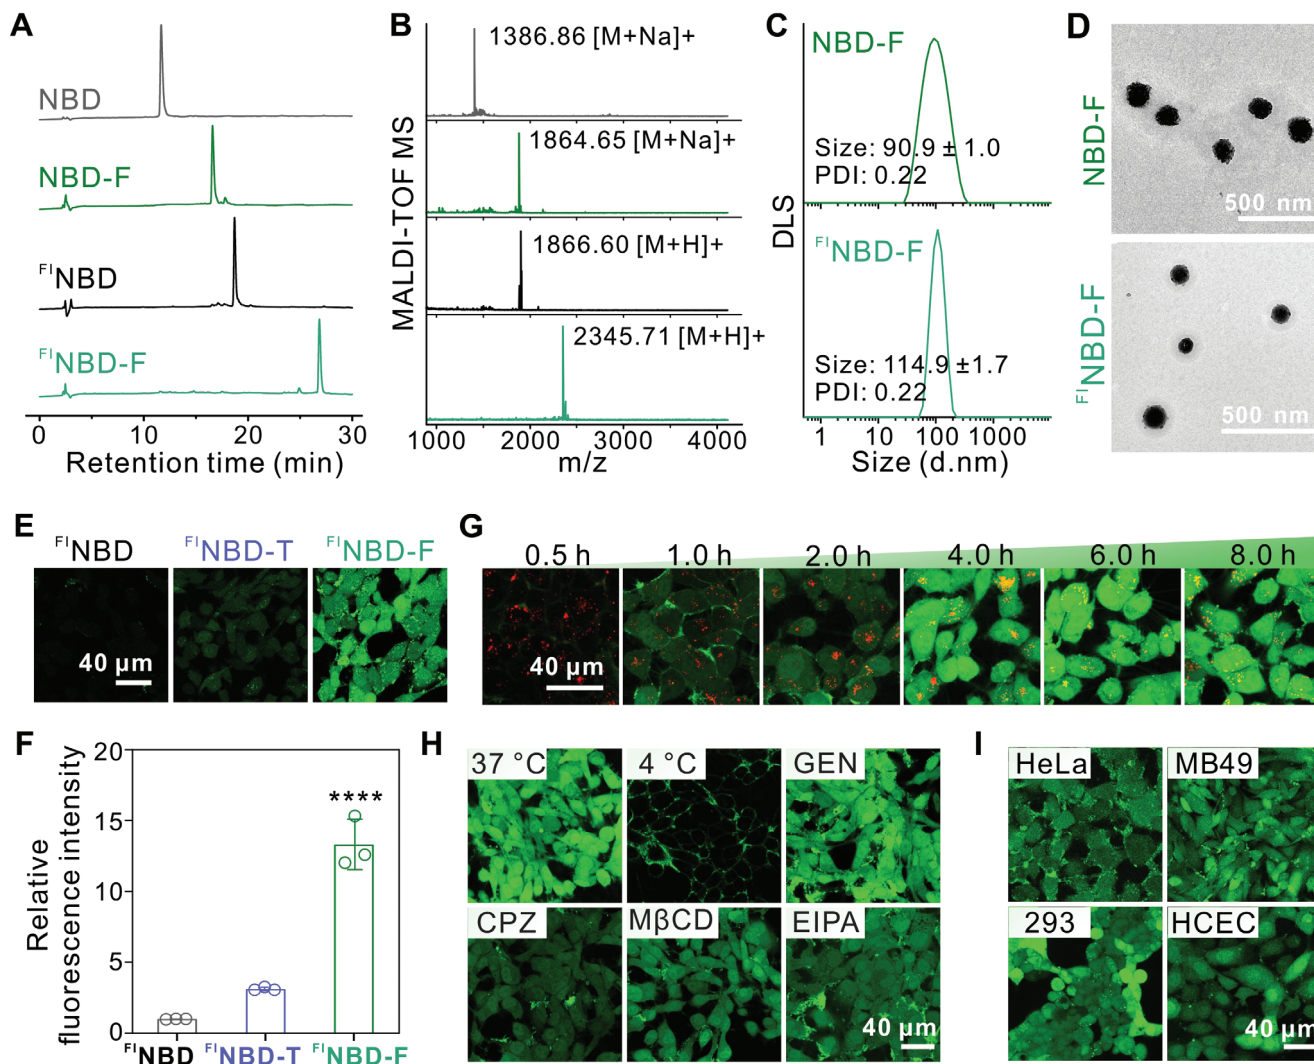 A
NBD
NBD-F
FINBD
FINBD-F
0 10 20 30
Retention time (min)
B
MALDI-TOF MS
1386.86 [M+Na]+
1864.65 [M+Na]+
1866.60 [M+H]+
2345.71 [M+H]+
1000 2000 3000 4000
m/z
C
DLS
NBD-F
Size: 90.9 ± 1.0
PDI: 0.22
FINBD-F
Size: 114.9 ±1.7
PDI: 0.22
1 10 100 1000
Size (d.nm)
D
NBD-F
500 nm
FINBD-F
500 nm
E
FINBD FINBD-T FINBD-F
40 μm
G
0.5 h 1.0 h 2.0 h 4.0 h 6.0 h 8.0 h
40 μm
F
Relative
fluorescence intensity
20
15
10
5
0
****
FINBD FINBD-T FINBD-F
H
37 °C 4 °C GEN
CPZ MβCD EIPA
40 μm
I
HeLa MB49
293 HCEC
40 μm